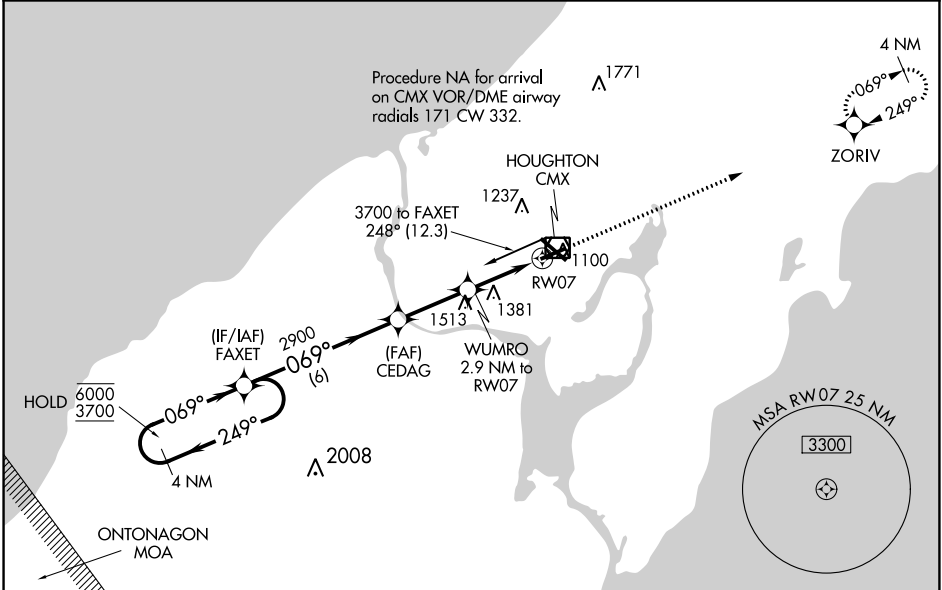 4 NM
069°
249°
ZORIV
Procedure NA for arrival
on CMX VOR/DME airway
radials 171 CW 332.
1771
HOUGHTON
CMX
1237
3700 to FAXET
248° (12.3)
1100
RW07
1381
1513
(IF/IAF)
FAXET
2900
069°
(6)
(FAF)
CEDAG
WUMRO
2.9 NM to
RW07
HOLD
6000
3700
069°
249°
4 NM
2008
MSA RW07 25 NM
3300
ONTONAGON
MOA